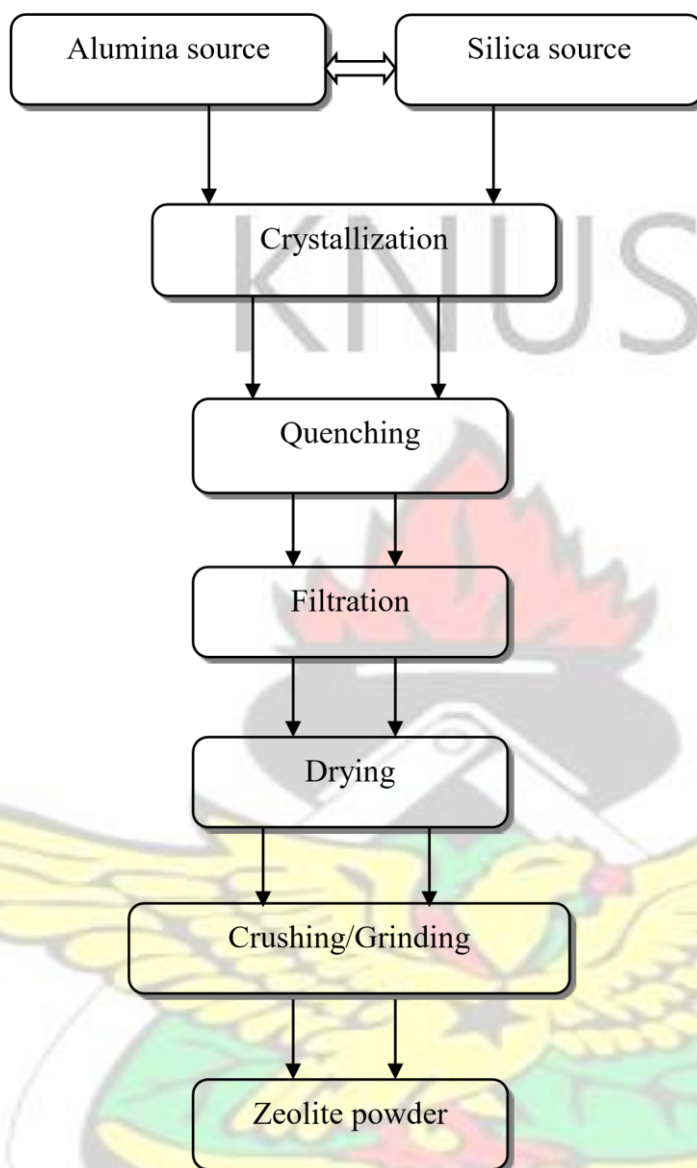 Alumina source
Silica source
Crystallization
KNUS
Quenching
Filtration
Drying
Crushing/Grinding
Zeolite powder